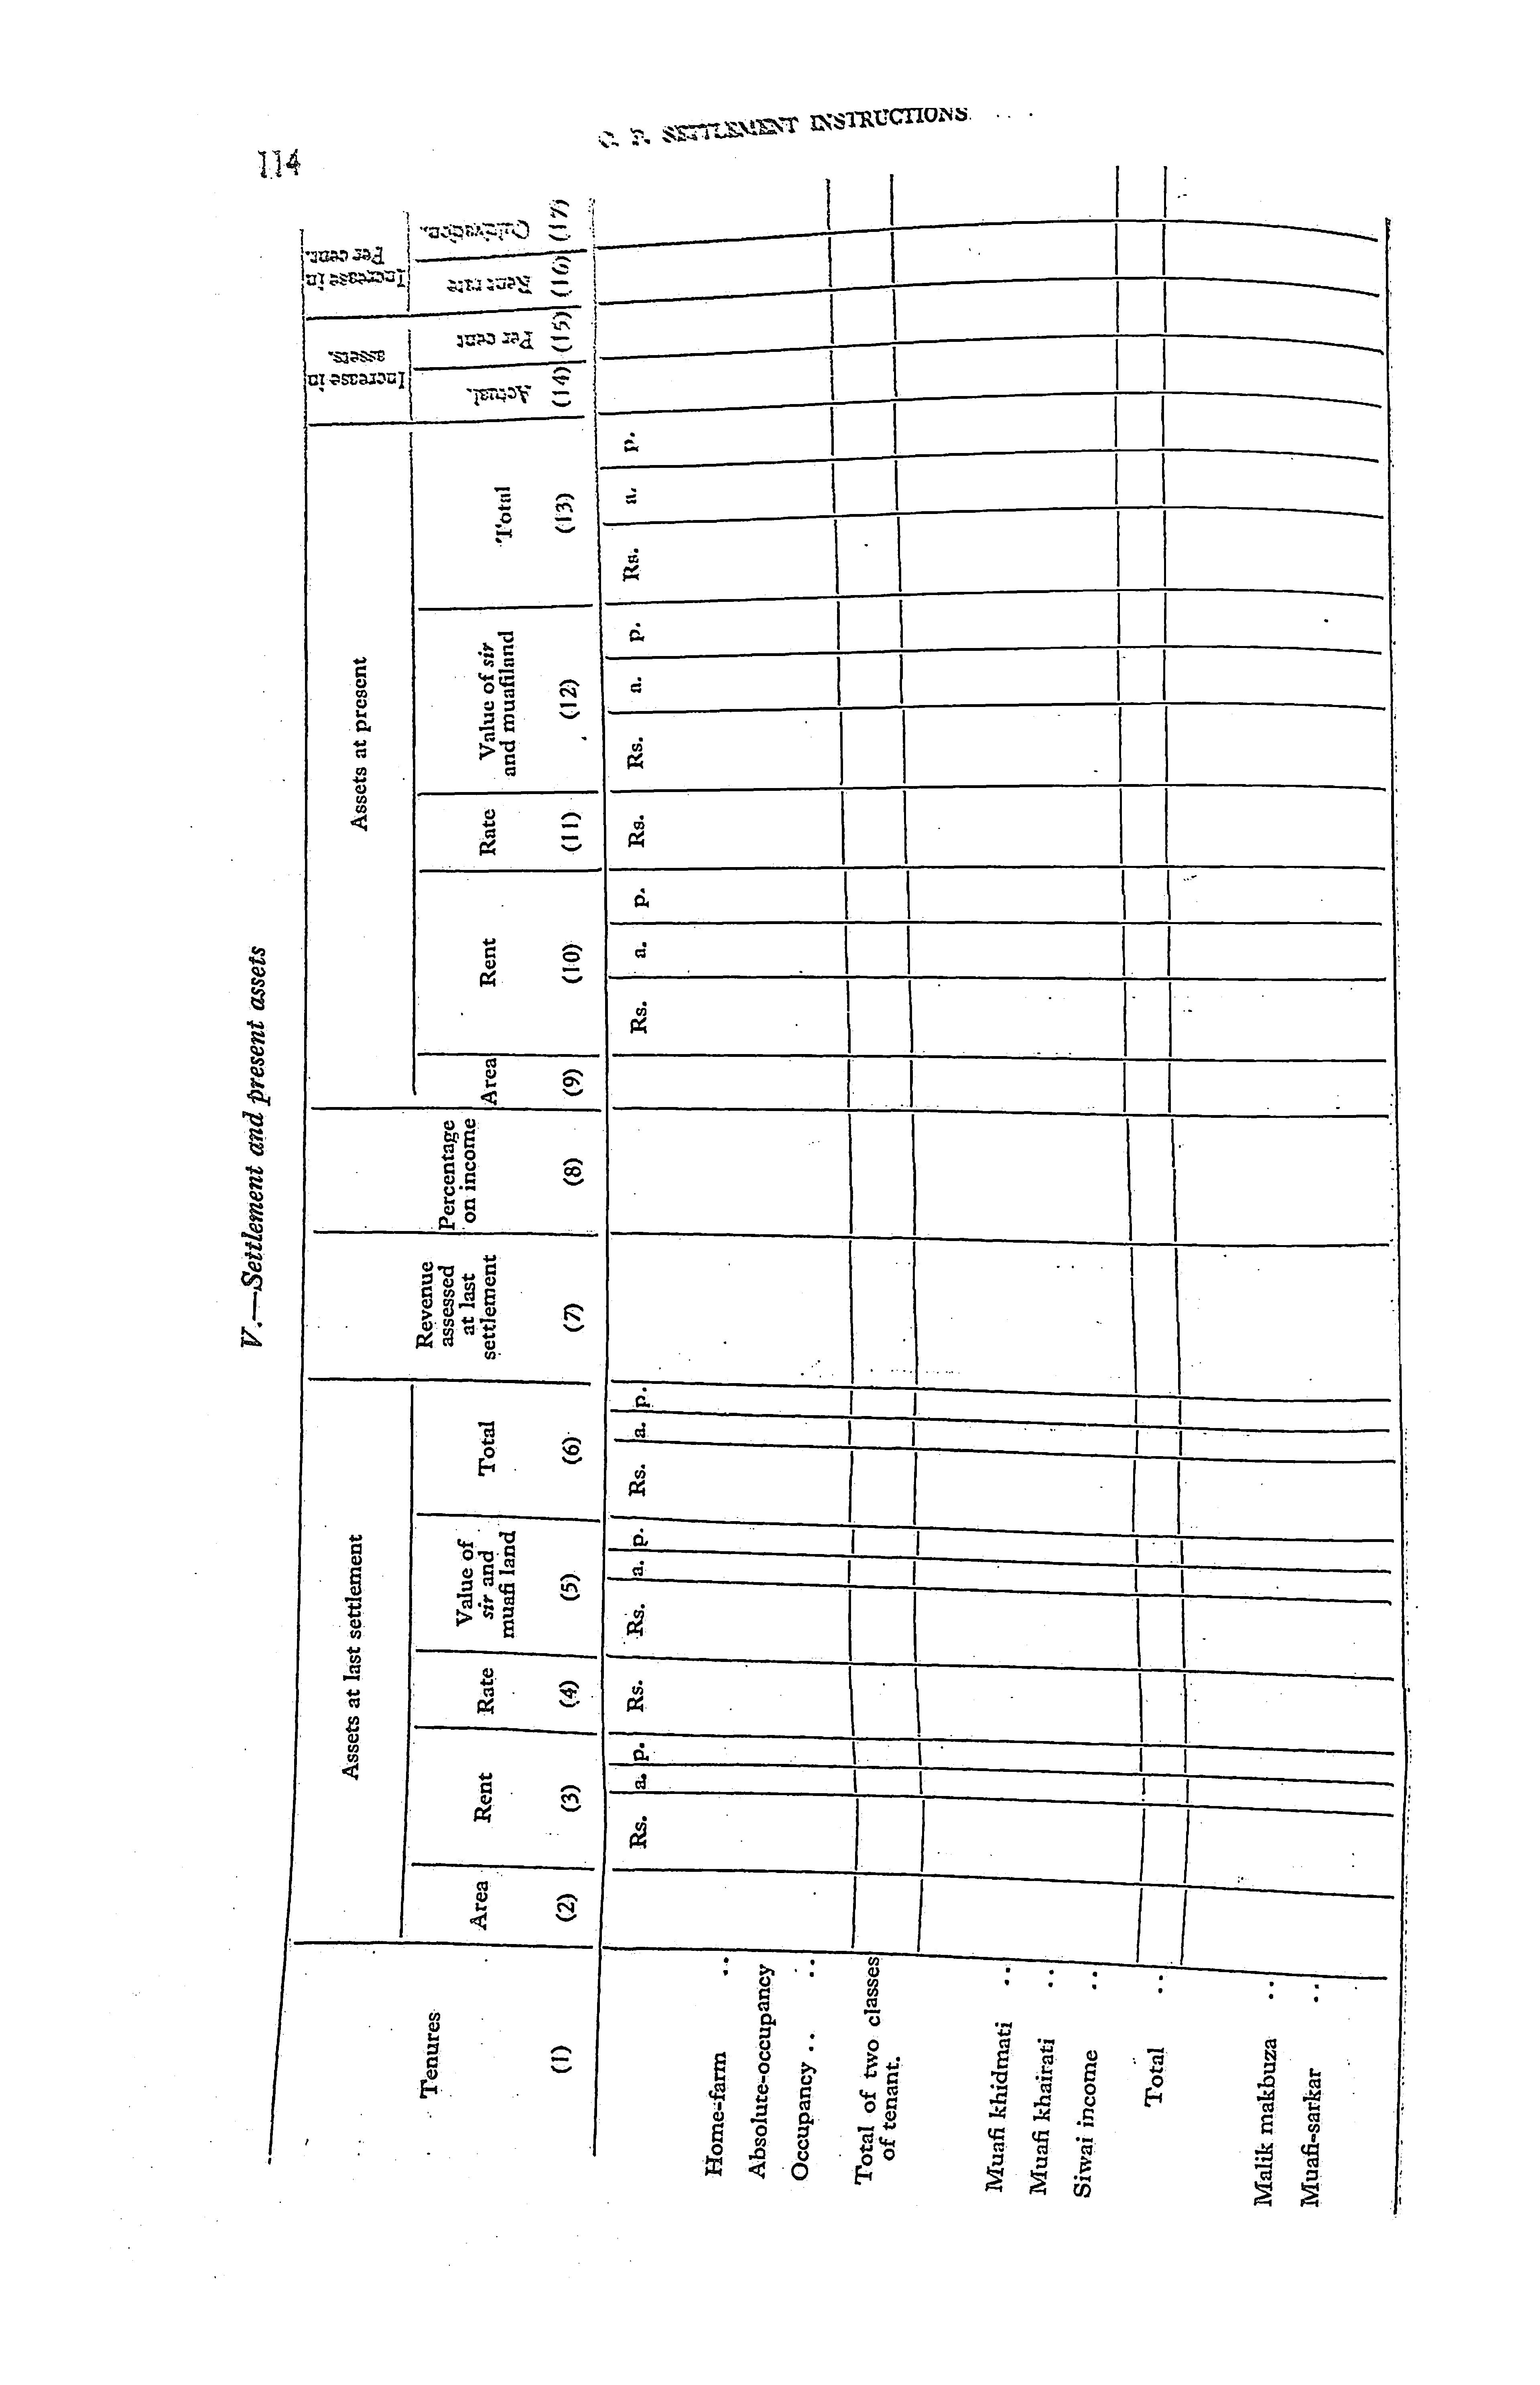 114
C. P. SETTLEMENT INSTRUCTIONS
V.—Settlement and present assets
Tenures
Assets at last settlement
Revenue
assessed
at last
settlement
Percentage
on income
Assets at present
Increase in
assets.
Increase in
Per cent.
Area
Rent
Rate
Value of
sir and
muafi land
Total
Area
Rent
Rate
Value of sir
and muafiland
Total
Actual.
Per cent
Rent rate
Cultivation.
(1) (2) (3) (4) (5) (6) (7) (8) (9) (10) (11) (12) (13) (14) (15) (16) (17)
Rs. a. p. Rs. Rs. a. p. Rs. a. p. Rs. a. p. Rs. Rs. a. p. Rs. a. p.
Home-farm ..
Absolute-occupancy
Occupancy .. ..
Total of two classes
of tenant.
Muafi khidmati ..
Muafi khairati ..
Siwai income ..
Total ..
Malik makbuza ..
Muafi-sarkar ..